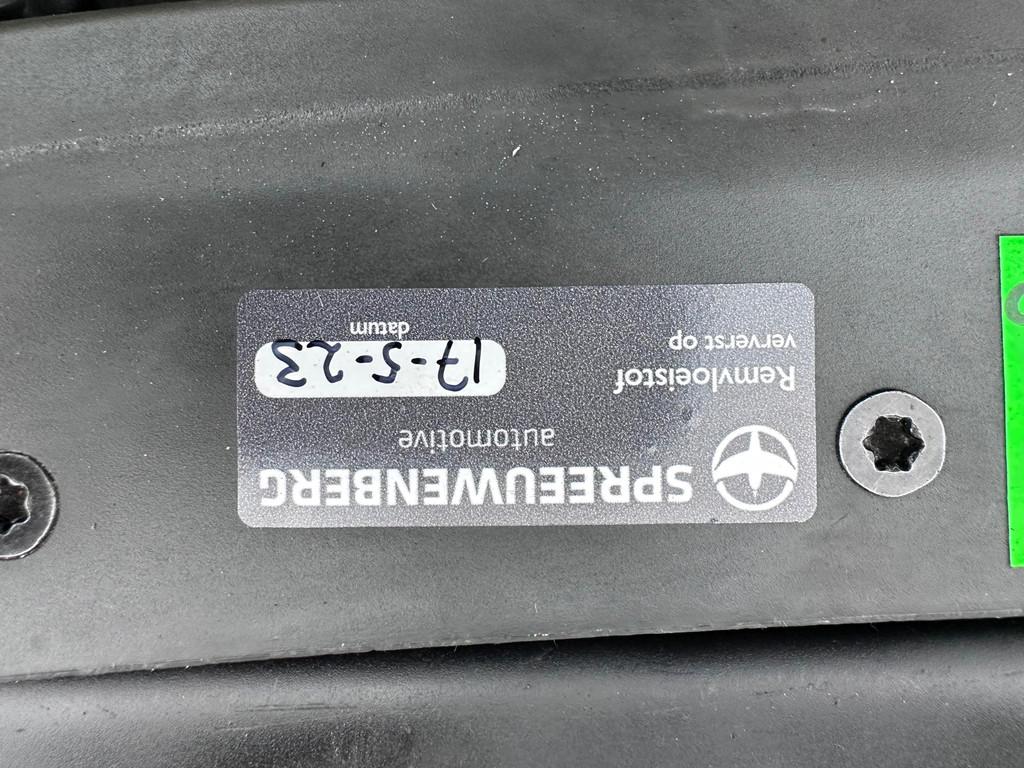 SPREEUWENBERG
automotive
Remvloeistof
ververst op
17-5-23
datum